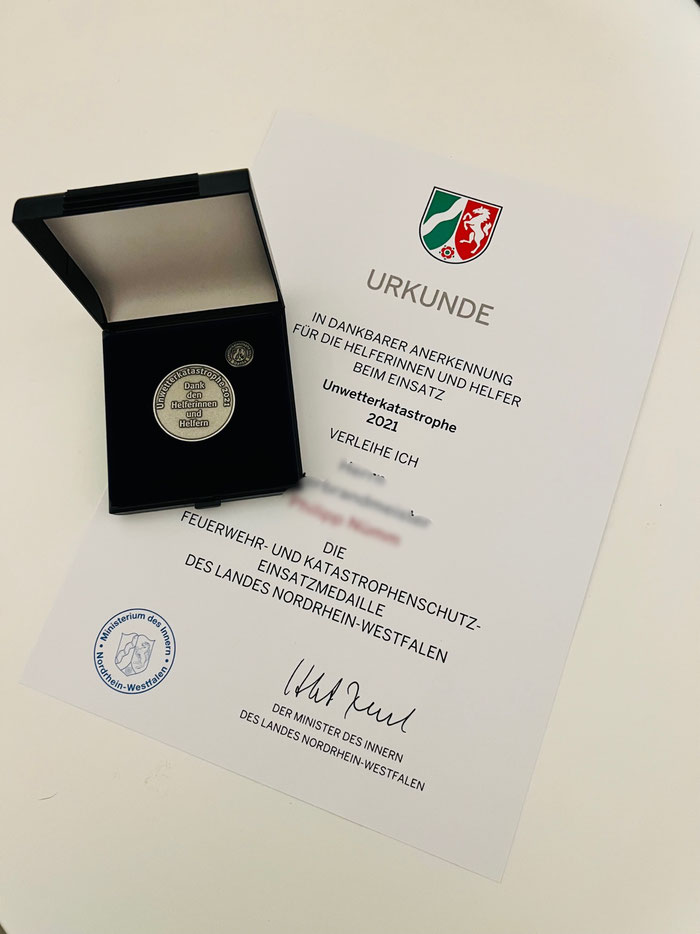 URKUNDE
IN DANKBARER ANERKENNUNG
FÜR DIE HELFERINNEN UND HELFER
BEIM EINSATZ
Unwetterkatastrophe
2021
VERLEIHE ICH
DIE
FEUERWEHR- UND KATASTROPHENSCHUTZ-
EINSATZMEDAILLE
DES LANDES NORDRHEIN-WESTFALEN
DER MINISTER DES INNERN
DES LANDES NORDRHEIN-WESTFALEN
Ministerium des Innern
Nordrhein-Westfalen
Unwetterkatastrophe 2021
Dank
den
Helferinnen
und
Helfern